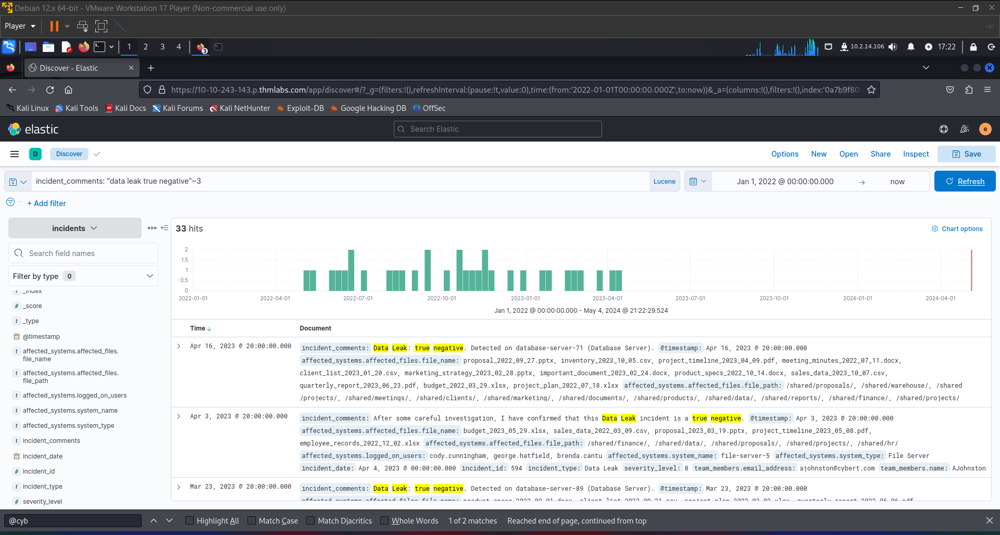 Debian 12.x 64-bit - VMware Workstation 17 Player (Non-commercial use only)
Player
1 2 3 4 3 10.2.14.106 17:22
Discover - Elastic
https://10-10-243-143.p.thmlabs.com/app/discover#/?_g=(filters:!(),refreshInterval:(pause:!t,value:0),time:(from:'2022-01-01T00:00:00.000Z',to:now))&_a=(columns:!(),filters:!(),index:'0a7b9f80-
Kali Linux Kali Tools Kali Docs Kali Forums Kali NetHunter Exploit-DB Google Hacking DB OffSec
elastic Search Elastic e
D Discover Options New Open Share Inspect Save
incident_comments: "data leak true negative"~3 Lucene Jan 1, 2022 @ 00:00:00.000 → now Refresh
+ Add filter
incidents
Search field names
Filter by type 0
t _index
# _score
t _type
@timestamp
t affected_systems.affected_files.
file_name
t affected_systems.affected_files.
file_path
t affected_systems.logged_on_users
t affected_systems.system_name
t affected_systems.system_type
t incident_comments
incident_date
# incident_id
t incident_type
# severity_level
33 hits Chart options
2
1.5
1
0.5
0
2022-01-01 2022-04-01 2022-07-01 2022-10-01 2023-01-01 2023-04-01 2023-07-01 2023-10-01 2024-01-01 2024-04-01
Jan 1, 2022 @ 00:00:00.000 - May 4, 2024 @ 21:22:29.524
Time ↓ Document
Apr 16, 2023 @ 20:00:00.000 incident_comments: Data Leak: true negative. Detected on database-server-71 (Database Server). @timestamp: Apr 16, 2023 @ 20:00:00.000
affected_systems.affected_files.file_name: proposal_2022_09_27.pptx, inventory_2023_10_05.csv, project_timeline_2023_04_09.pdf, meeting_minutes_2022_07_11.docx,
client_list_2023_01_20.csv, marketing_strategy_2023_02_28.pptx, important_document_2023_02_24.docx, product_specs_2022_10_14.docx, sales_data_2023_10_07.csv,
quarterly_report_2023_06_23.pdf, budget_2022_03_29.xlsx, project_plan_2022_07_18.xlsx affected_systems.affected_files.file_path: /shared/proposals/, /shared/warehouse/, /shared
/projects/, /shared/meetings/, /shared/clients/, /shared/marketing/, /shared/documents/, /shared/products/, /shared/data/, /shared/reports/, /shared/finance/, /shared/projects/
Apr 3, 2023 @ 20:00:00.000 incident_comments: After some careful investigation, I have confirmed that this Data Leak incident is a true negative. @timestamp: Apr 3, 2023 @ 20:00:00.000
affected_systems.affected_files.file_name: budget_2023_05_29.xlsx, sales_data_2022_03_09.csv, proposal_2023_03_19.pptx, project_timeline_2023_05_08.pdf,
employee_records_2022_12_02.xlsx affected_systems.affected_files.file_path: /shared/finance/, /shared/data/, /shared/proposals/, /shared/projects/, /shared/hr/
affected_systems.logged_on_users: cody.cunningham, george.hatfield, brenda.cantu affected_systems.system_name: file-server-5 affected_systems.system_type: File Server
incident_date: Apr 4, 2023 @ 00:00:00.000 incident_id: 594 incident_type: Data Leak severity_level: 8 team_members.email_address: ajohnston@cybert.com team_members.name: AJohnston
Mar 23, 2023 @ 20:00:00.000 incident_comments: Data Leak: true negative. Detected on database-server-89 (Database Server). @timestamp: Mar 23, 2023 @ 20:00:00.000
@cyb Highlight All Match Case Match Diacritics Whole Words 1 of 2 matches Reached end of page, continued from top